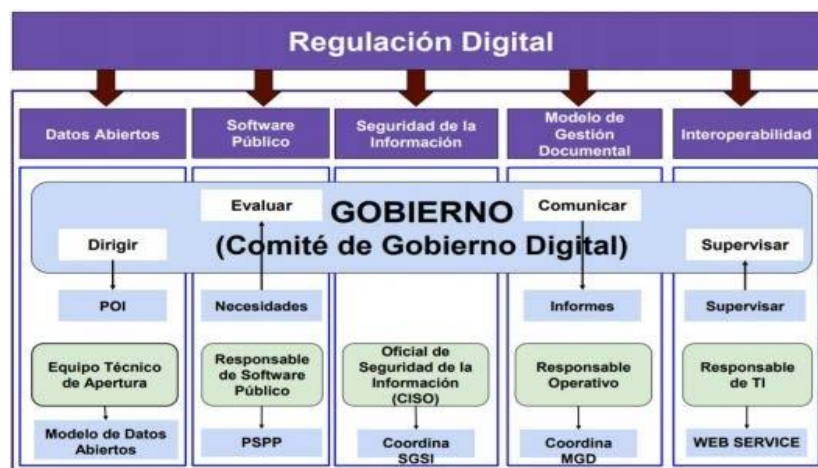 Regulación Digital
Datos Abiertos
Software
Público
Seguridad de la
Información
Modelo de
Gestión
Documental
Interoperabilidad
Evaluar
GOBIERNO
Comunicar
Dirigir
(Comité de Gobierno Digital)
Supervisar
POI
Necesidades
Informes
Supervisar
Equipo Técnico
de Apertura
Responsable
de Software
Público
Oficial de
Seguridad de la
Información
(CISO)
Responsable
Operativo
Responsable
de TI
Modelo de Datos
Abiertos
PSPP
Coordina
SGSI
Coordina
MGD
WEB SERVICE